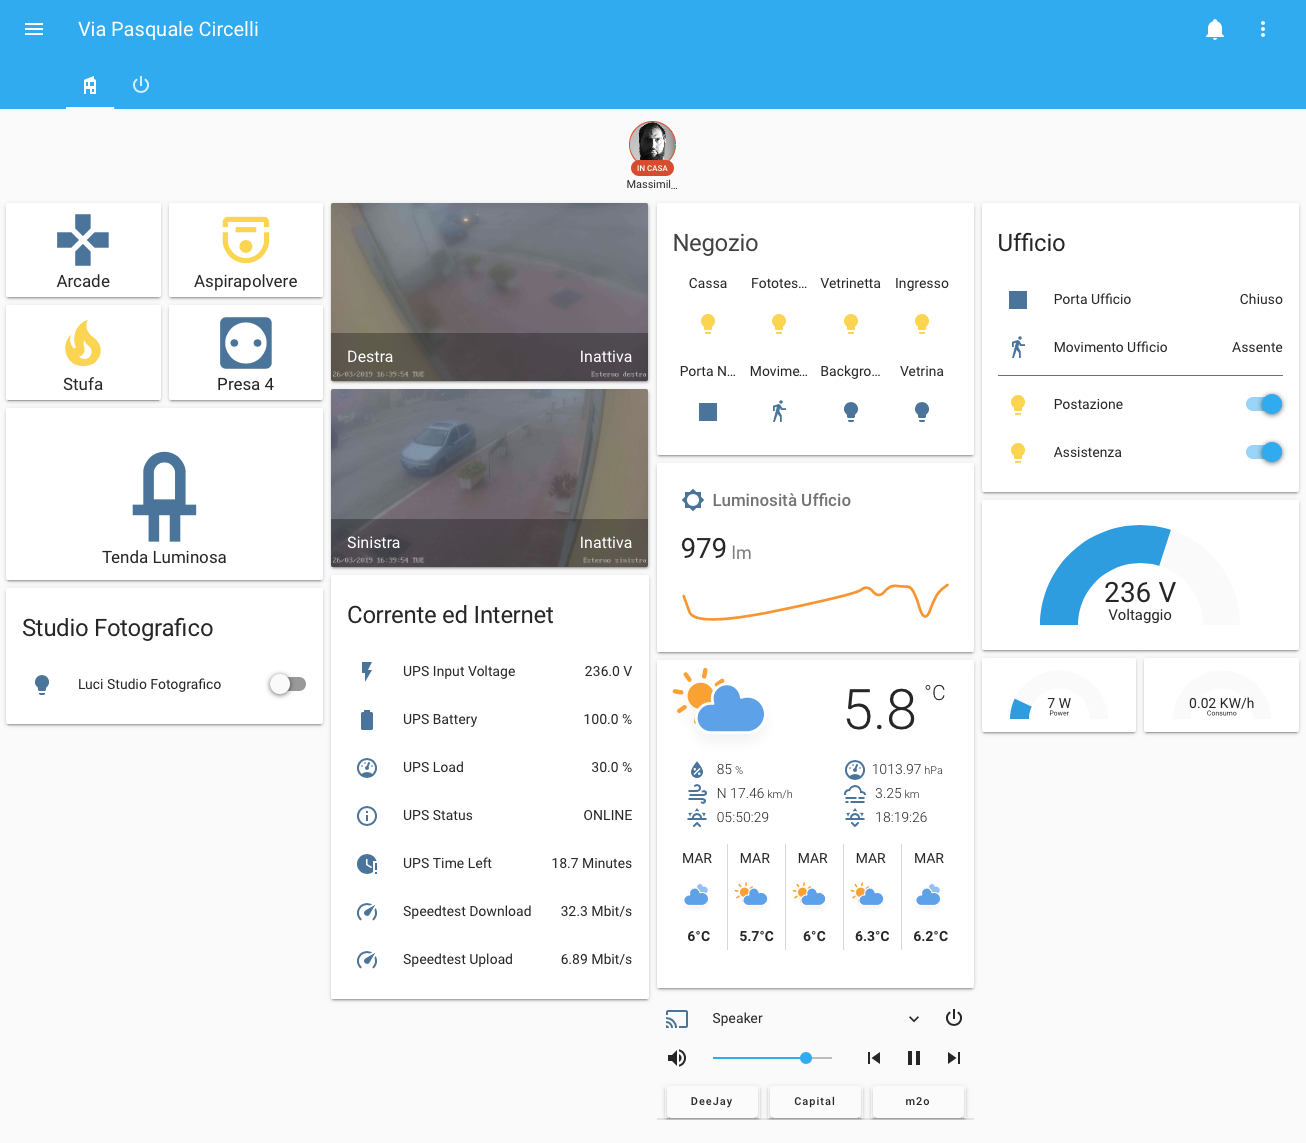 Via Pasquale Circelli
IN CASA
Massimil...
Arcade
Aspirapolvere
Stufa
Presa 4
Tenda Luminosa
Studio Fotografico
Luci Studio Fotografico
Destra
Inattiva
26/03/2019 16:39:54 TUE
Esterno destra
Sinistra
Inattiva
26/03/2019 16:39:54 TUE
Esterno sinistra
Corrente ed Internet
UPS Input Voltage 236.0 V
UPS Battery 100.0 %
UPS Load 30.0 %
UPS Status ONLINE
UPS Time Left 18.7 Minutes
Speedtest Download 32.3 Mbit/s
Speedtest Upload 6.89 Mbit/s
Negozio
Cassa Fototes... Vetrinetta Ingresso
Porta N... Movime... Backgro... Vetrina
Luminosità Ufficio
979 lm
5.8 °C
85 % 1013.97 hPa
N 17.46 km/h 3.25 km
05:50:29 18:19:26
MAR MAR MAR MAR MAR
6°C 5.7°C 6°C 6.3°C 6.2°C
Speaker
DeeJay Capital m2o
Ufficio
Porta Ufficio Chiuso
Movimento Ufficio Assente
Postazione
Assistenza
236 V
Voltaggio
7 W
Power
0.02 KW/h
Consumo